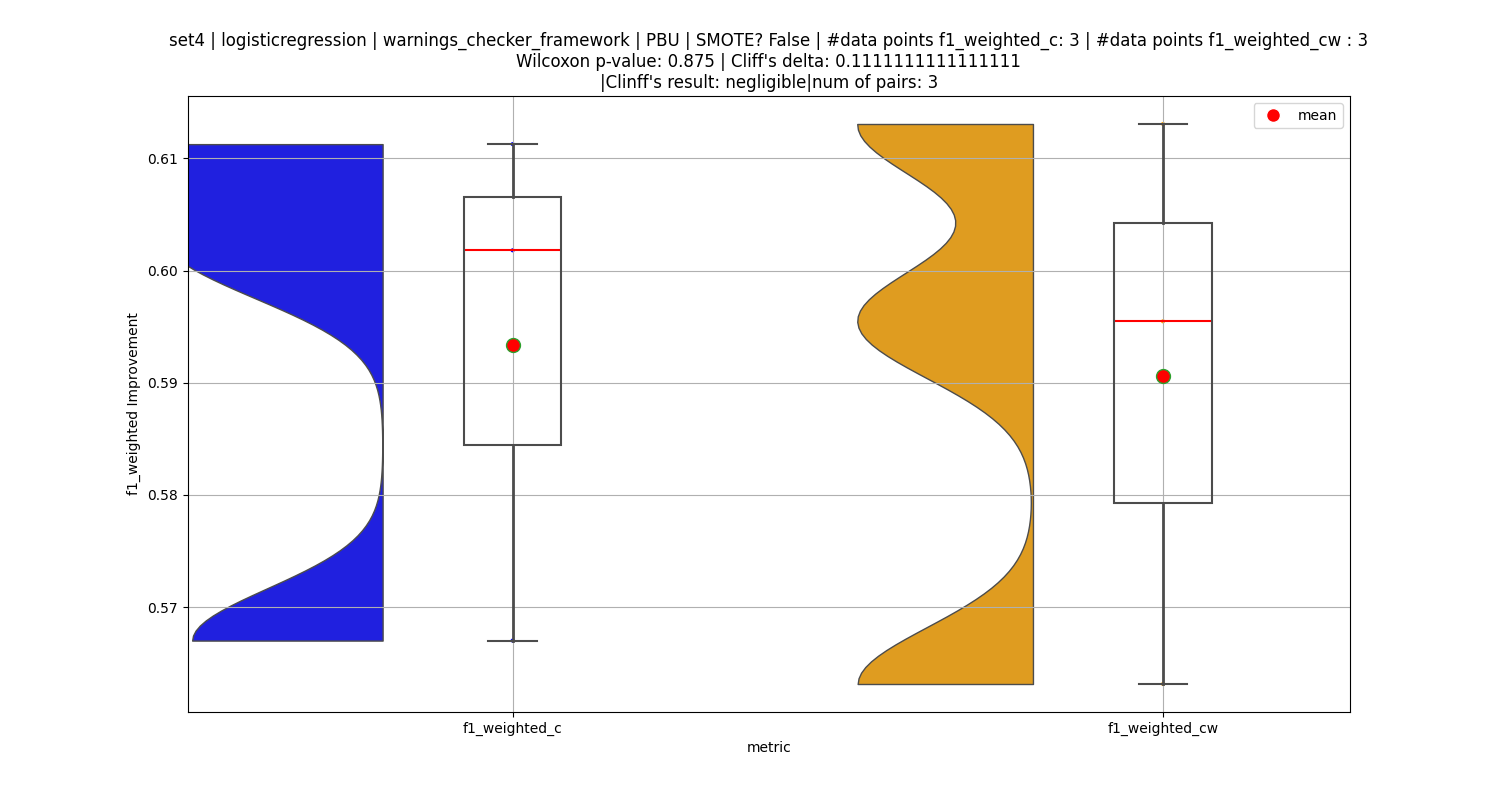 set4 | logisticregression | warnings_checker_framework | PBU | SMOTE? False | #data points f1_weighted_c: 3 | #data points f1_weighted_cw : 3
Wilcoxon p-value: 0.875 | Cliff's delta: 0.1111111111111111
|Clinff's result: negligible|num of pairs: 3
mean
0.61
0.60
0.59
0.58
0.57
f1_weighted Improvement
f1_weighted_c
f1_weighted_cw
metric